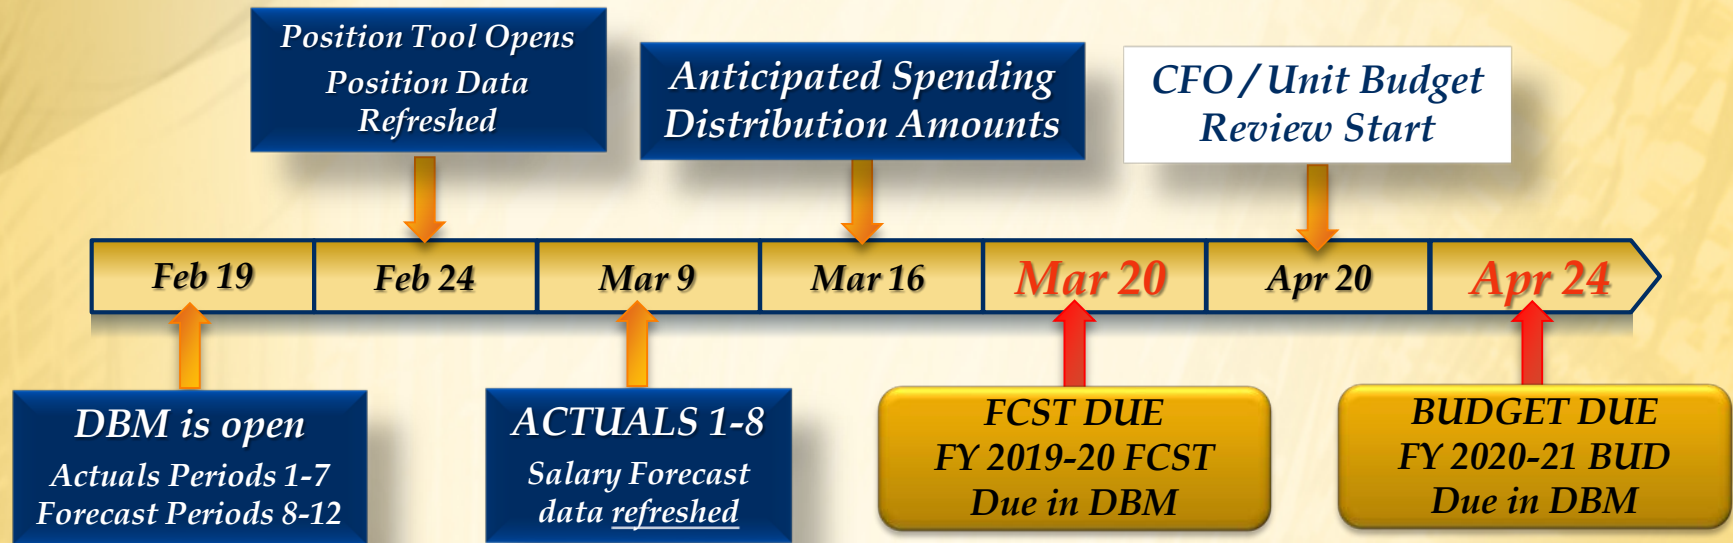 Position Tool Opens
Position Data
Refreshed
Anticipated Spending
Distribution Amounts
CFO / Unit Budget
Review Start
Feb 19
Feb 24
Mar 9
Mar 16
Mar 20
Apr 20
Apr 24
DBM is open
Actuals Periods 1-7
Forecast Periods 8-12
ACTUALS 1-8
Salary Forecast
data refreshed
FCST DUE
FY 2019-20 FCST
Due in DBM
BUDGET DUE
FY 2020-21 BUD
Due in DBM